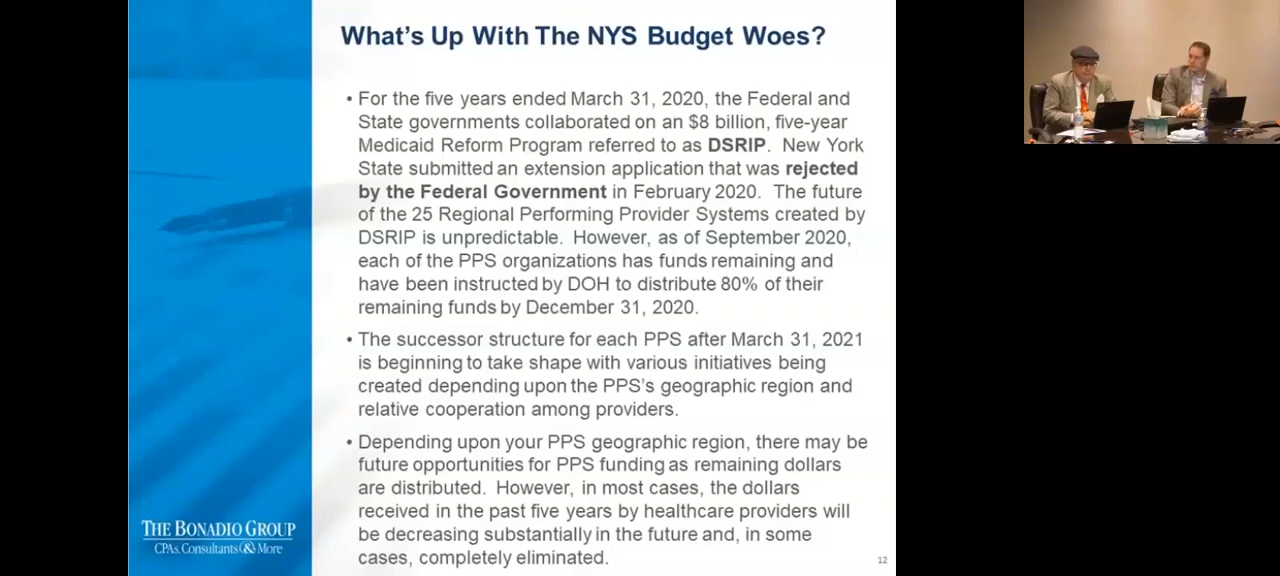 What's Up With The NYS Budget Woes?
• For the five years ended March 31, 2020, the Federal and
State governments collaborated on an $8 billion, five-year
Medicaid Reform Program referred to as DSRIP. New York
State submitted an extension application that was rejected
by the Federal Government in February 2020. The future
of the 25 Regional Performing Provider Systems created by
DSRIP is unpredictable. However, as of September 2020,
each of the PPS organizations has funds remaining and
have been instructed by DOH to distribute 80% of their
remaining funds by December 31, 2020.
• The successor structure for each PPS after March 31, 2021
is beginning to take shape with various initiatives being
created depending upon the PPS's geographic region and
relative cooperation among providers.
• Depending upon your PPS geographic region, there may be
future opportunities for PPS funding as remaining dollars
are distributed. However, in most cases, the dollars
received in the past five years by healthcare providers will
be decreasing substantially in the future and, in some
cases, completely eliminated.
THE BONADIO GROUP
CPAs, Consultants & More
12